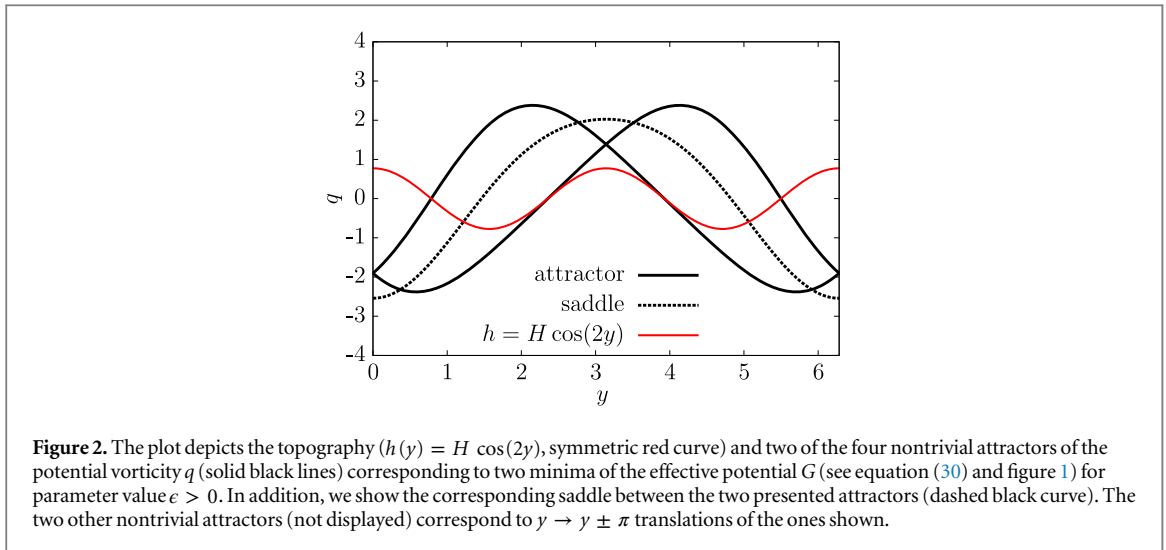 4
3
2
1
0
-1
-2
-3
-4
q
attractor
saddle
h = H cos(2y)
0 1 2 3 4 5 6
y
Figure 2. The plot depicts the topography (h(y) = H cos(2y), symmetric red curve) and two of the four nontrivial attractors of the
potential vorticity q (solid black lines) corresponding to two minima of the effective potential G (see equation (30) and figure 1) for
parameter value ϵ > 0. In addition, we show the corresponding saddle between the two presented attractors (dashed black curve). The
two other nontrivial attractors (not displayed) correspond to y → y ± π translations of the ones shown.